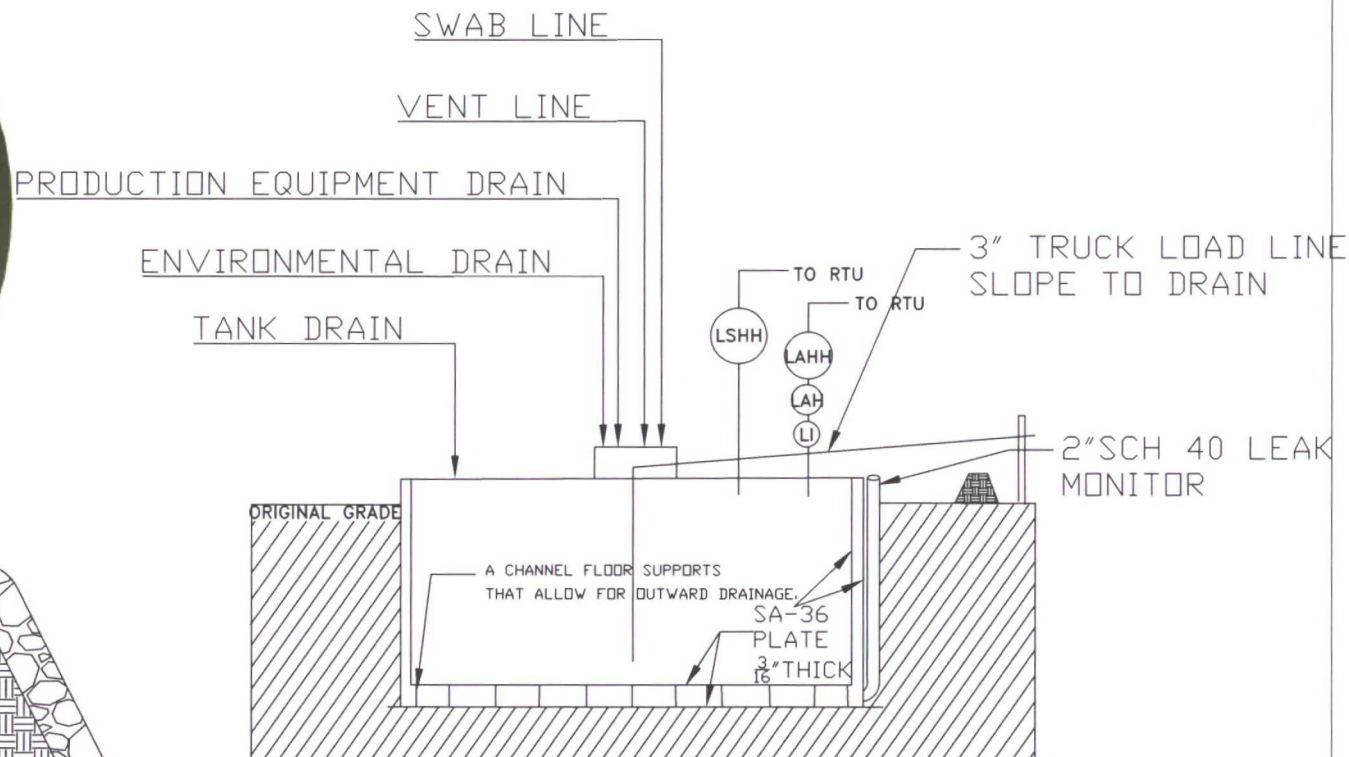 SWAB LINE
VENT LINE
PRODUCTION EQUIPMENT DRAIN
ENVIRONMENTAL DRAIN
TANK DRAIN
3" TRUCK LOAD LINE
SLOPE TO DRAIN
TO RTU
TO RTU
LSHH
LAHH
LAH
LI
2"SCH 40 LEAK
MONITOR
ORIGINAL GRADE
A CHANNEL FLOOR SUPPORTS
THAT ALLOW FOR OUTWARD DRAINAGE.
SA-36
PLATE
3/16"THICK